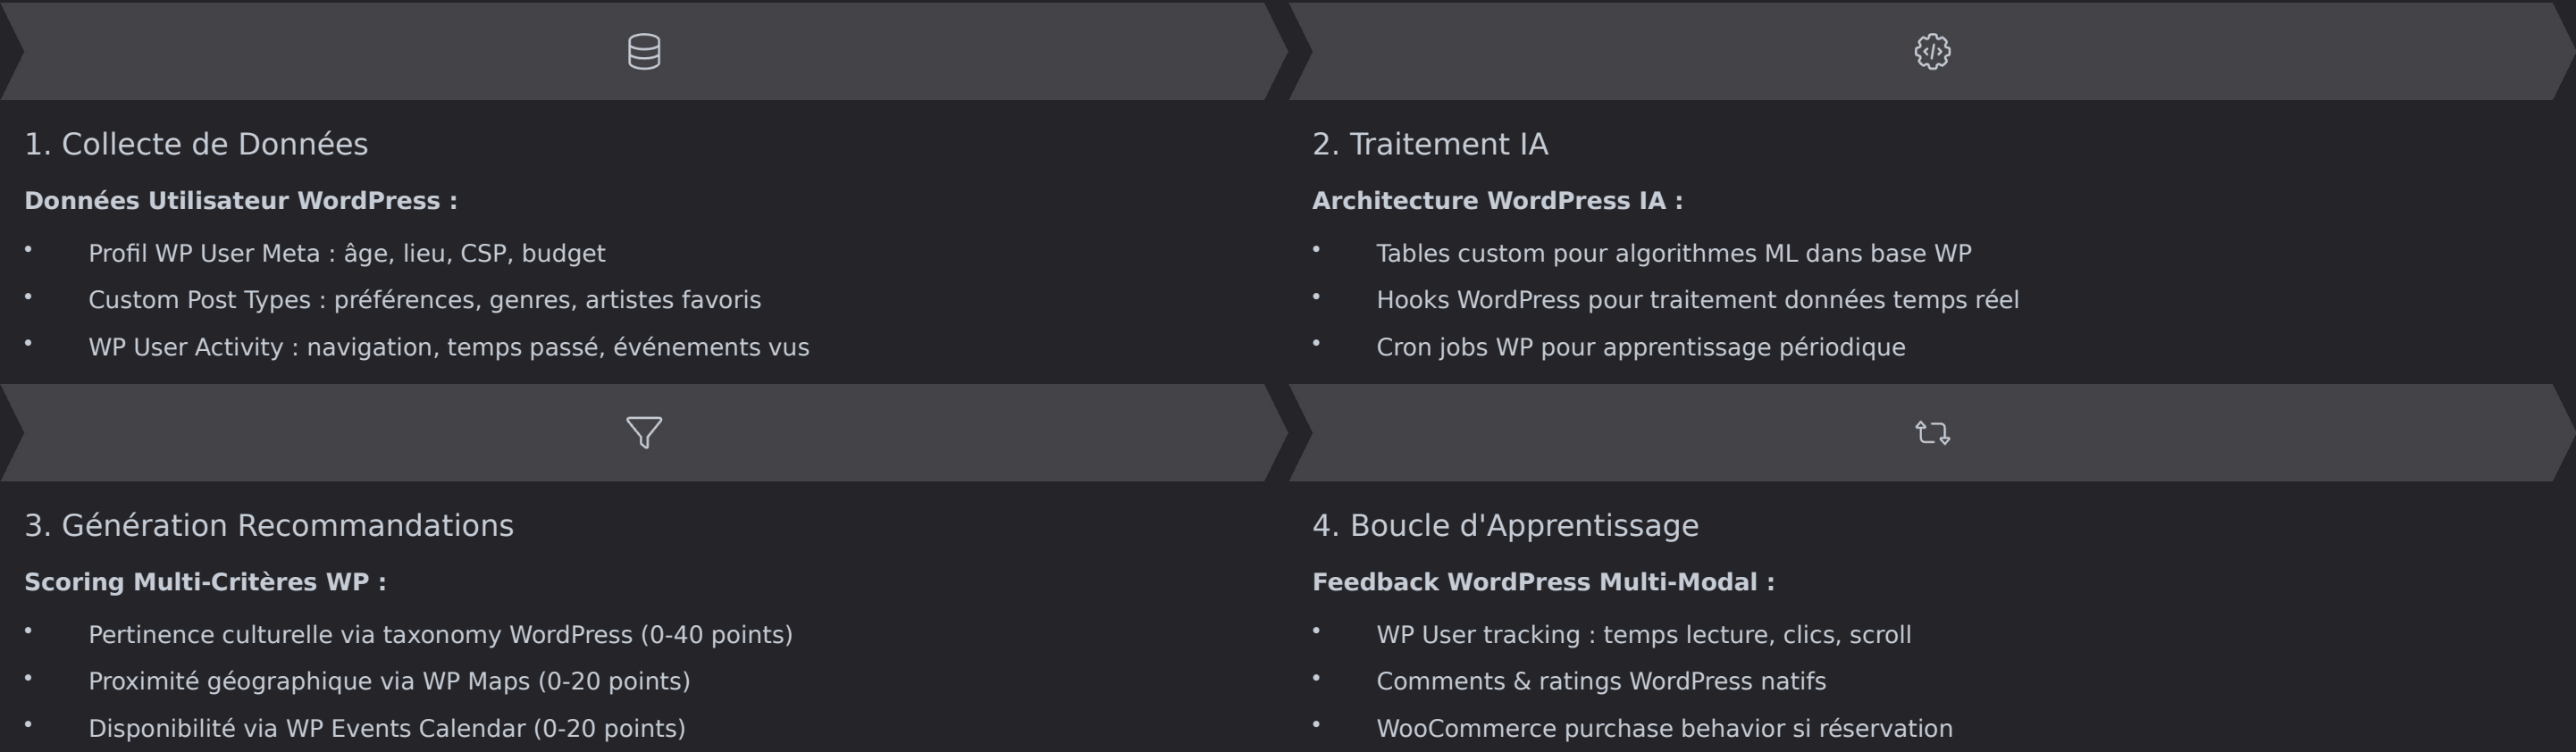 1. Collecte de Données
Données Utilisateur WordPress :
• Profil WP User Meta : âge, lieu, CSP, budget
• Custom Post Types : préférences, genres, artistes favoris
• WP User Activity : navigation, temps passé, événements vus
2. Traitement IA
Architecture WordPress IA :
• Tables custom pour algorithmes ML dans base WP
• Hooks WordPress pour traitement données temps réel
• Cron jobs WP pour apprentissage périodique
3. Génération Recommandations
Scoring Multi-Critères WP :
• Pertinence culturelle via taxonomy WordPress (0-40 points)
• Proximité géographique via WP Maps (0-20 points)
• Disponibilité via WP Events Calendar (0-20 points)
4. Boucle d'Apprentissage
Feedback WordPress Multi-Modal :
• WP User tracking : temps lecture, clics, scroll
• Comments & ratings WordPress natifs
• WooCommerce purchase behavior si réservation